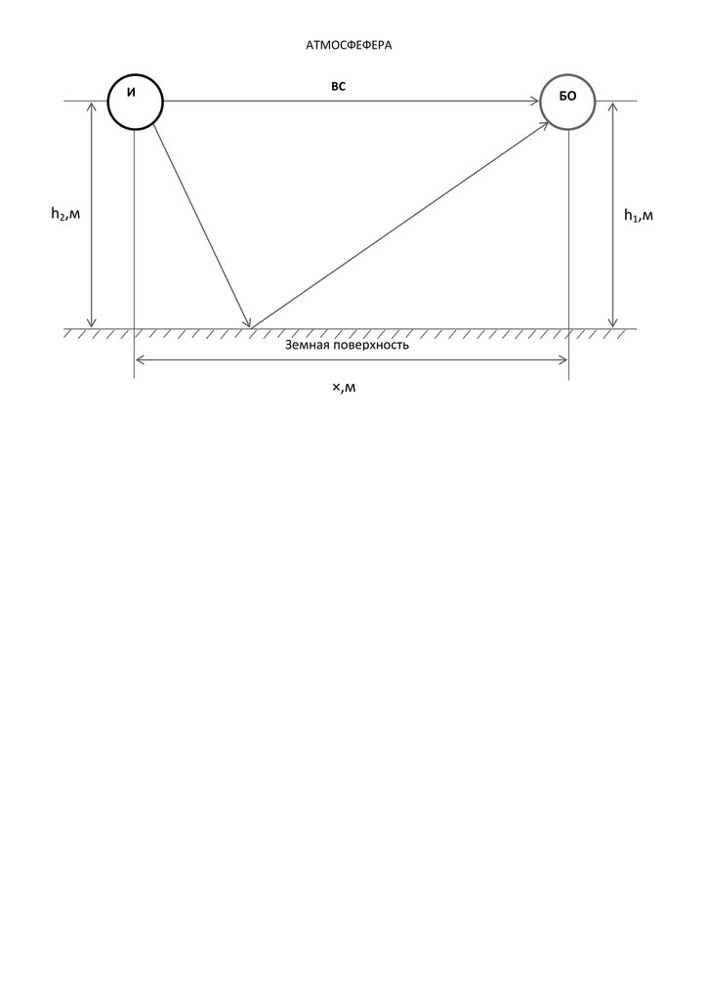 АТМОСФЕФЕРА
И
ВС
БО
h₂,м
h₁,м
Земная поверхность
×,м